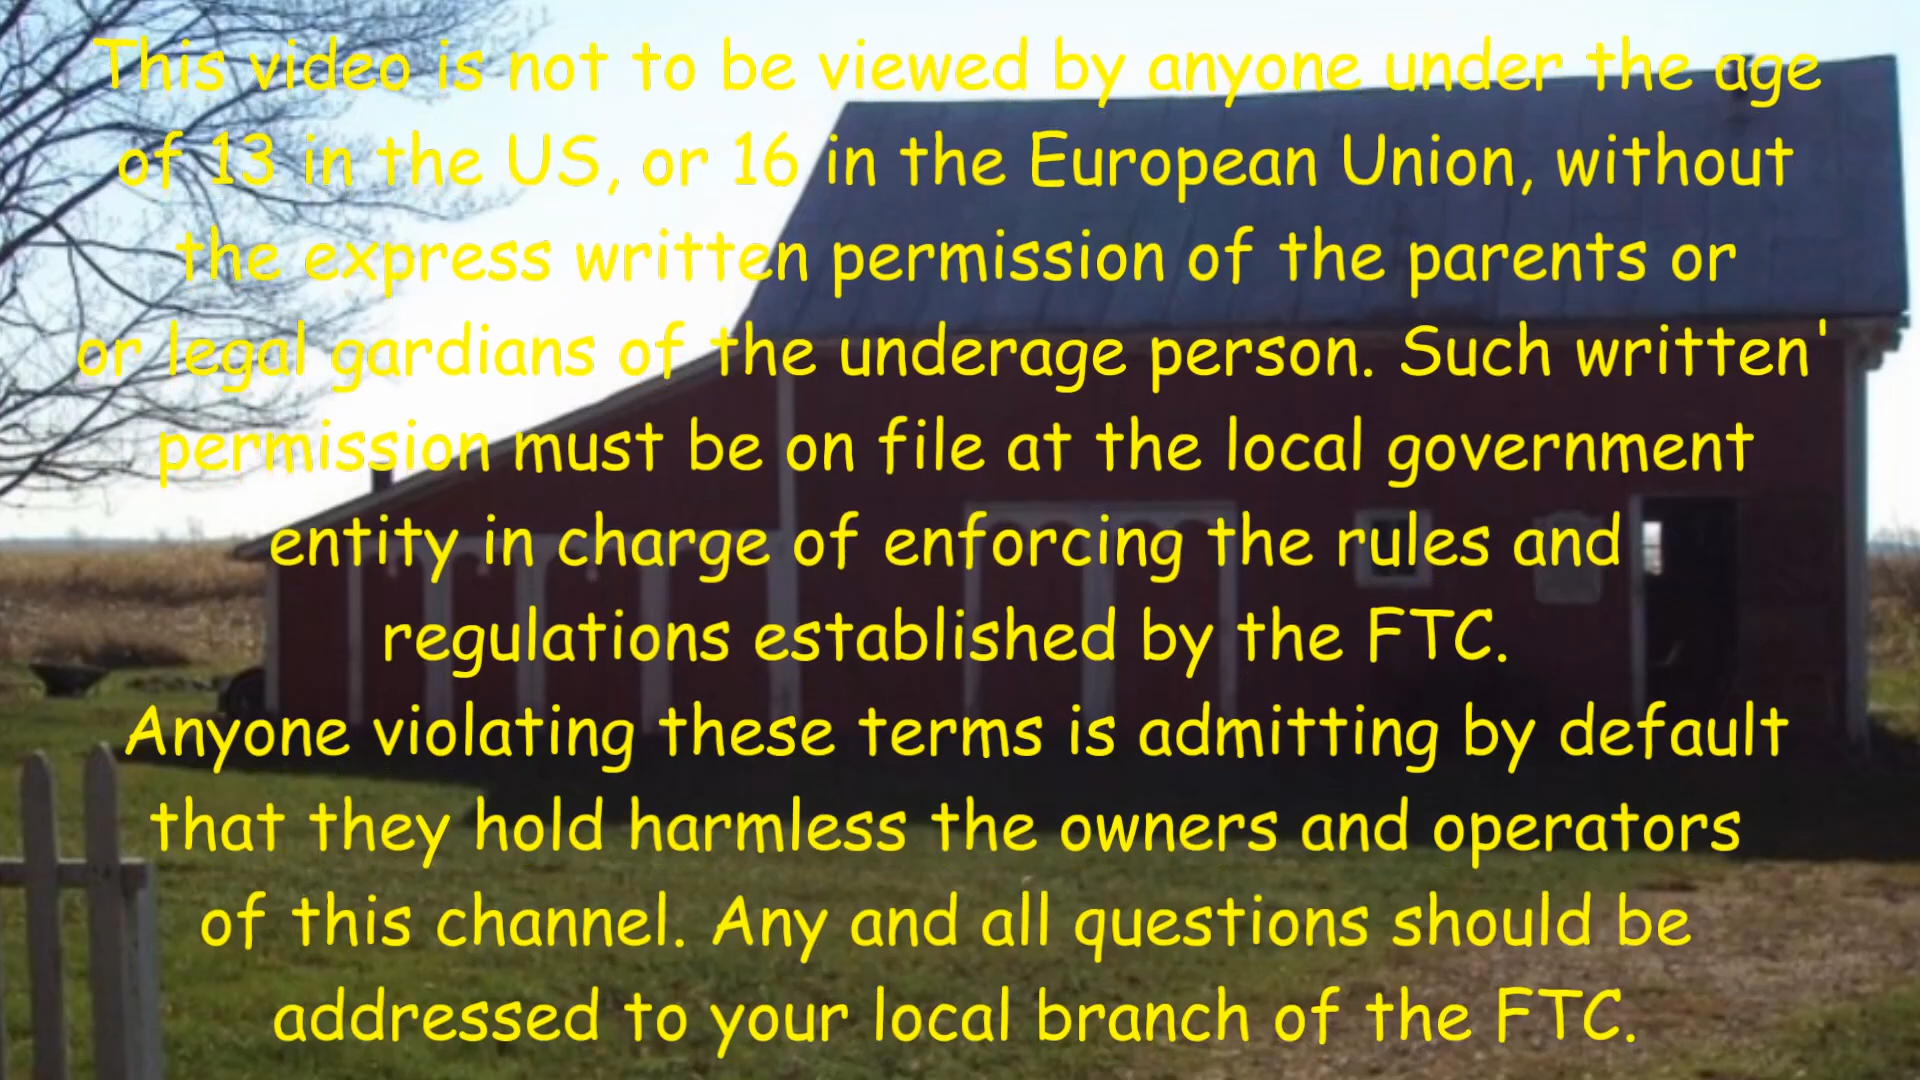 This video is not to be viewed by anyone under the age
of 13 in the US, or 16 in the European Union, without
the express written permission of the parents or
or legal gardians of the underage person. Such written'
permission must be on file at the local government
entity in charge of enforcing the rules and
regulations established by the FTC.
Anyone violating these terms is admitting by default
that they hold harmless the owners and operators
of this channel. Any and all questions should be
addressed to your local branch of the FTC.